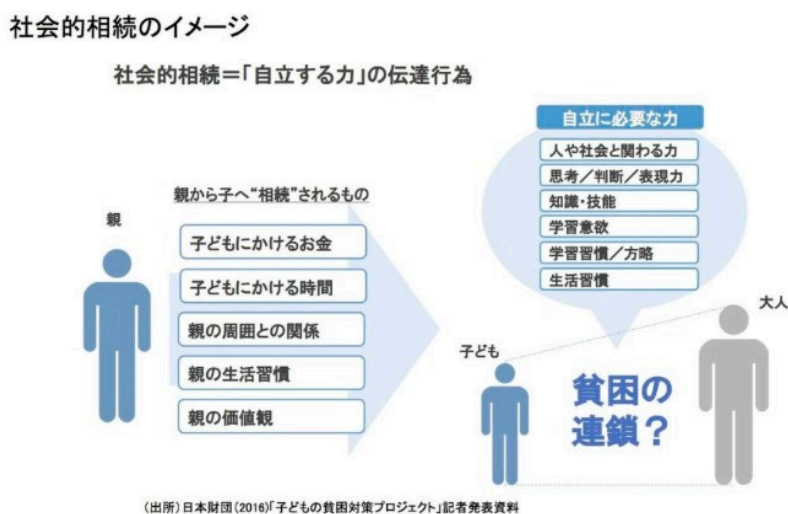 社会的相続のイメージ
社会的相続＝「自立する力」の伝達行為
自立に必要な力
人や社会と関わる力
思考／判断／表現力
知識・技能
学習意欲
学習習慣／方略
生活習慣
親から子へ“相続”されるもの
親
子どもにかけるお金
子どもにかける時間
親の周囲との関係
親の生活習慣
親の価値観
子ども
大人
貧困の
連鎖？
（出所）日本財団（2016）「子どもの貧困対策プロジェクト」記者発表資料